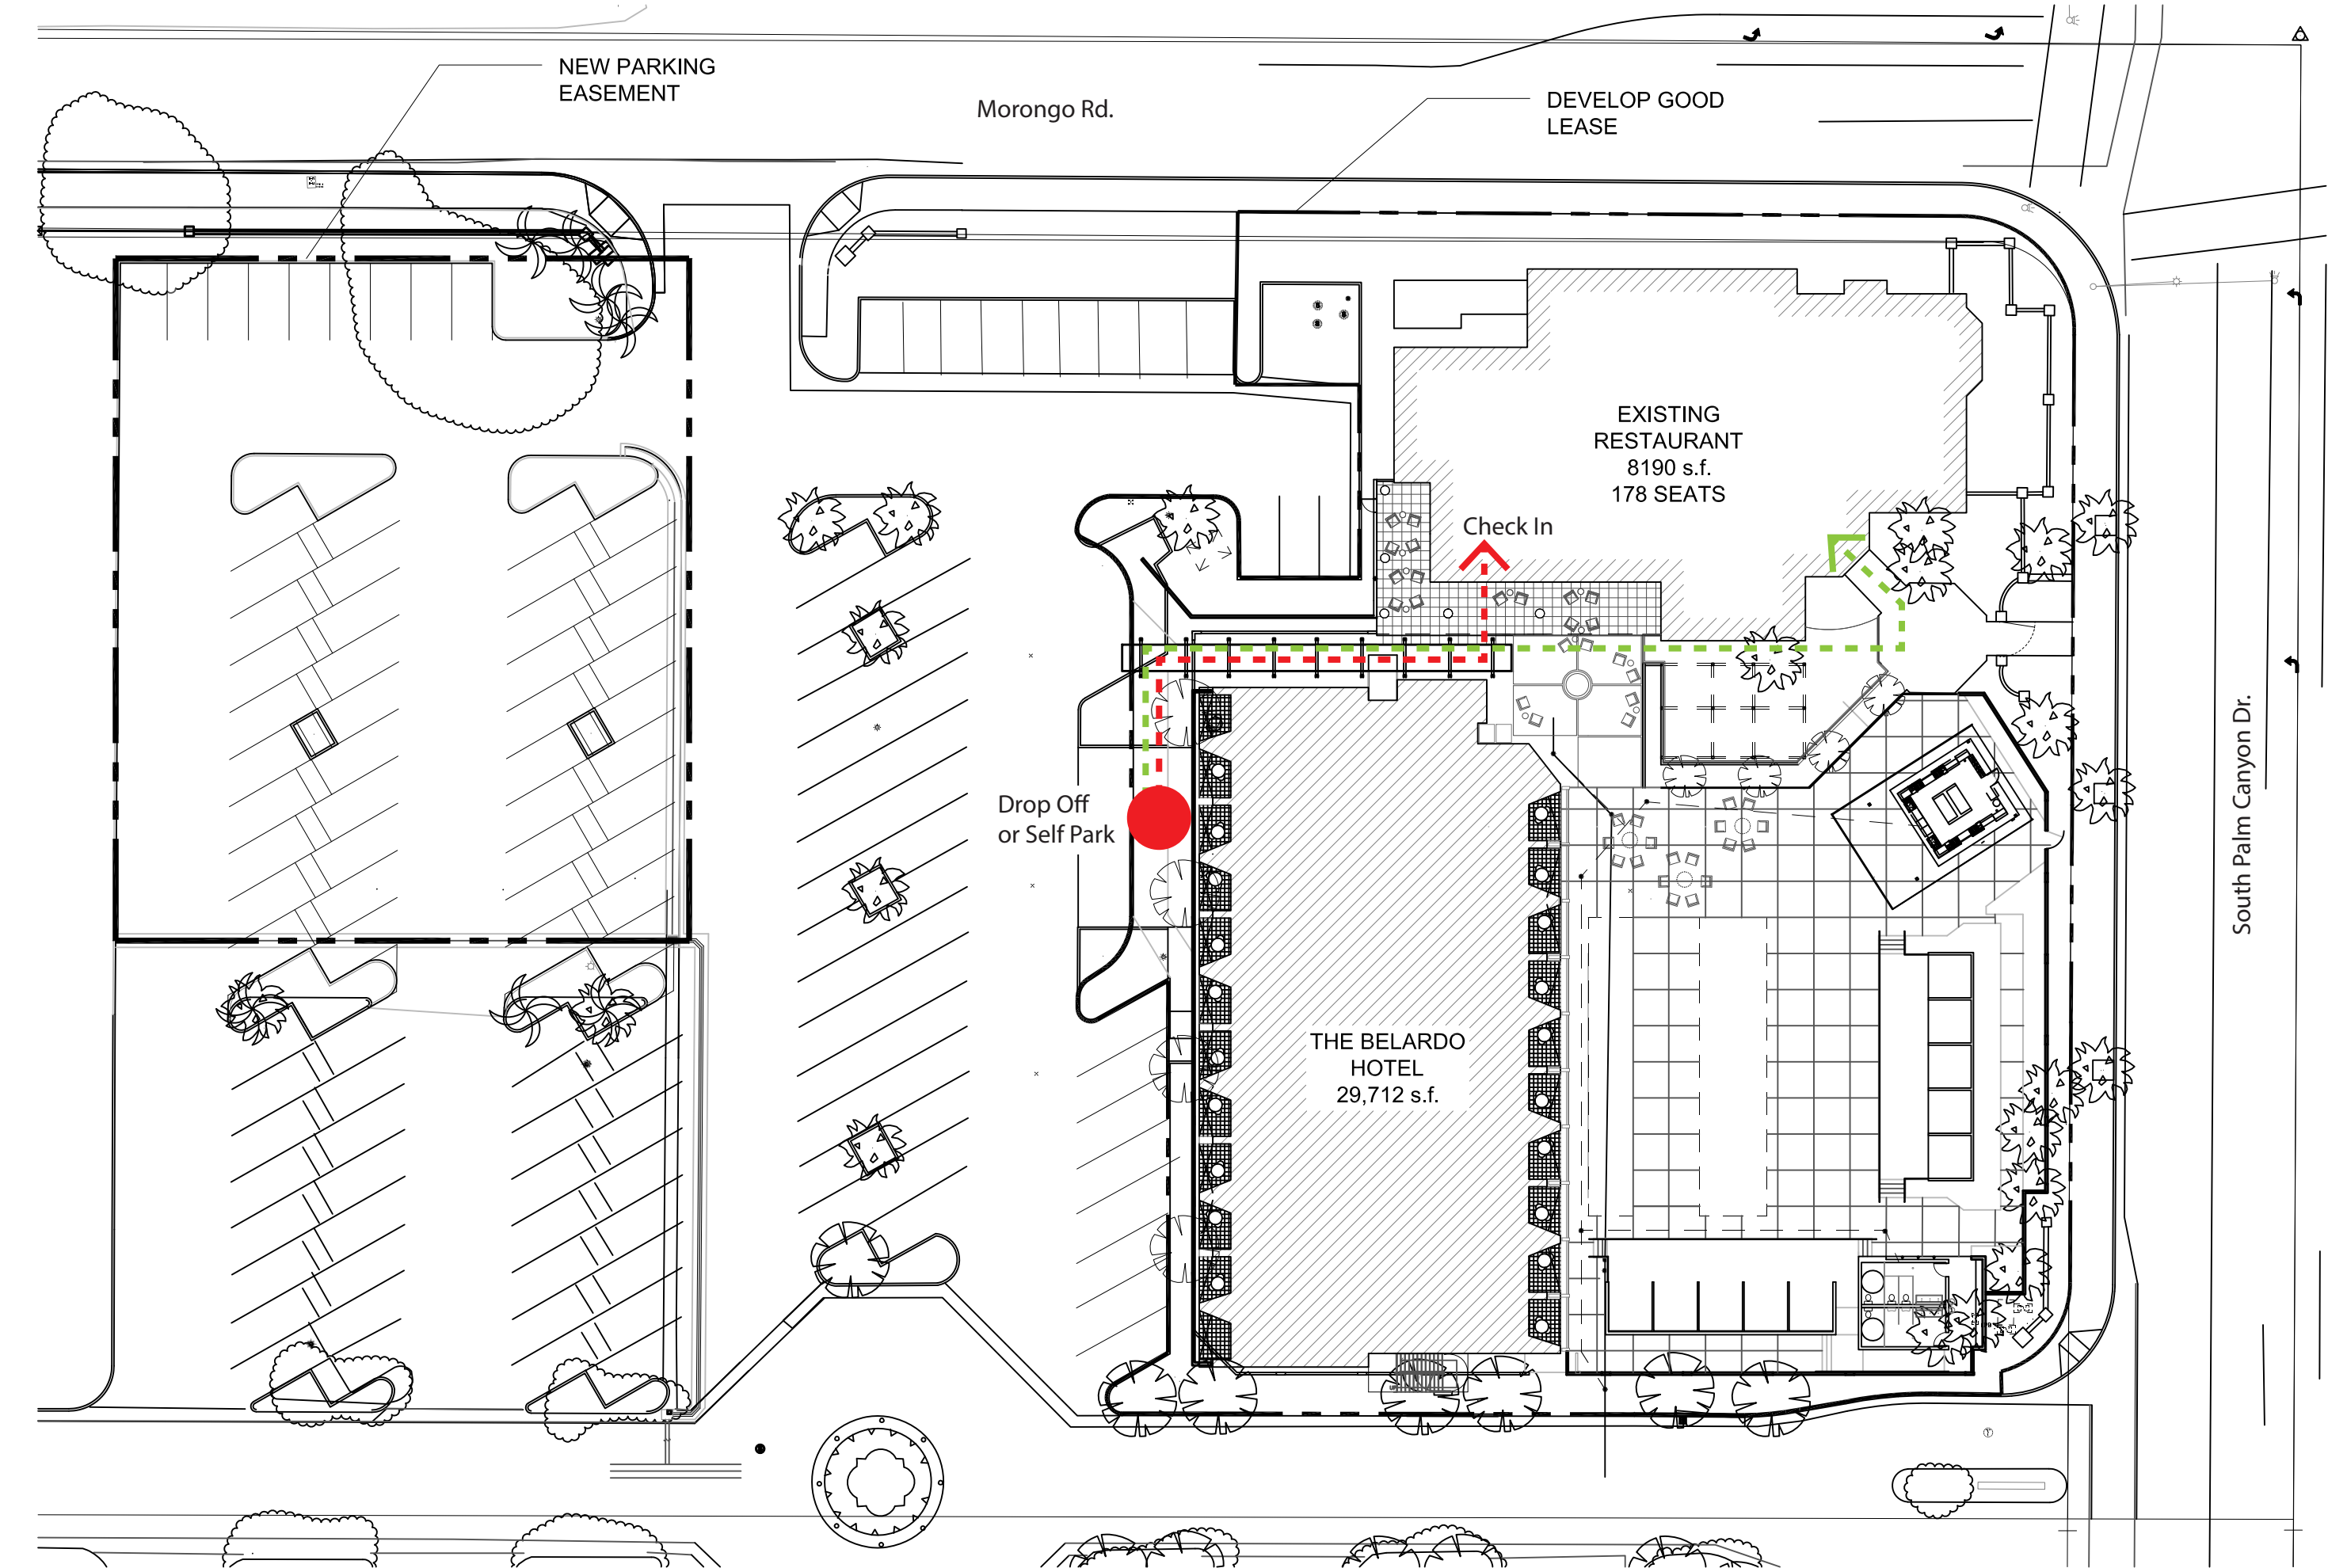 NEW PARKING
EASEMENT
Morongo Rd.
DEVELOP GOOD
LEASE
EXISTING
RESTAURANT
8190 s.f.
178 SEATS
Check In
Drop Off
or Self Park
South Palm Canyon Dr.
THE BELARDO
HOTEL
29,712 s.f.